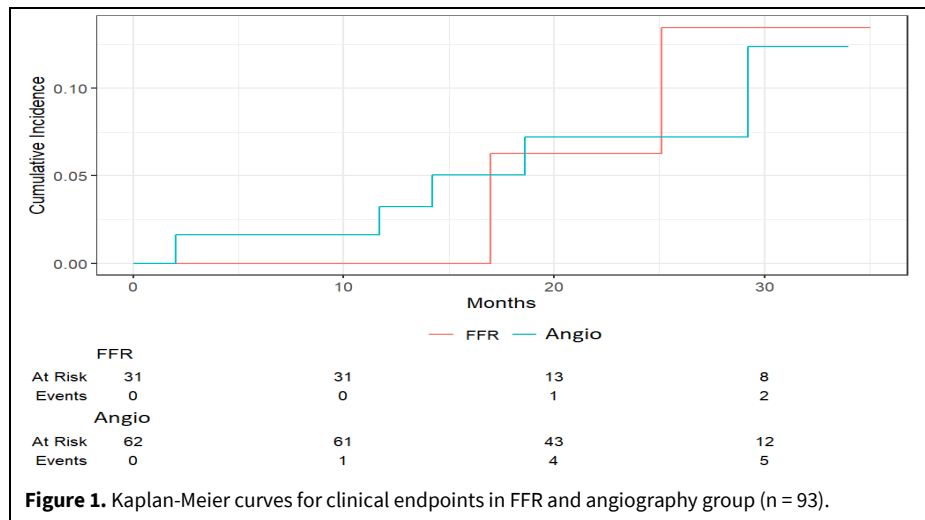 Cumulative Incidence
0.10
0.05
0.00
0 10 20 30
Months
FFR Angio
FFR
At Risk 31 31 13 8
Events 0 0 1 2
Angio
At Risk 62 61 43 12
Events 0 1 4 5
Figure 1. Kaplan-Meier curves for clinical endpoints in FFR and angiography group (n = 93).